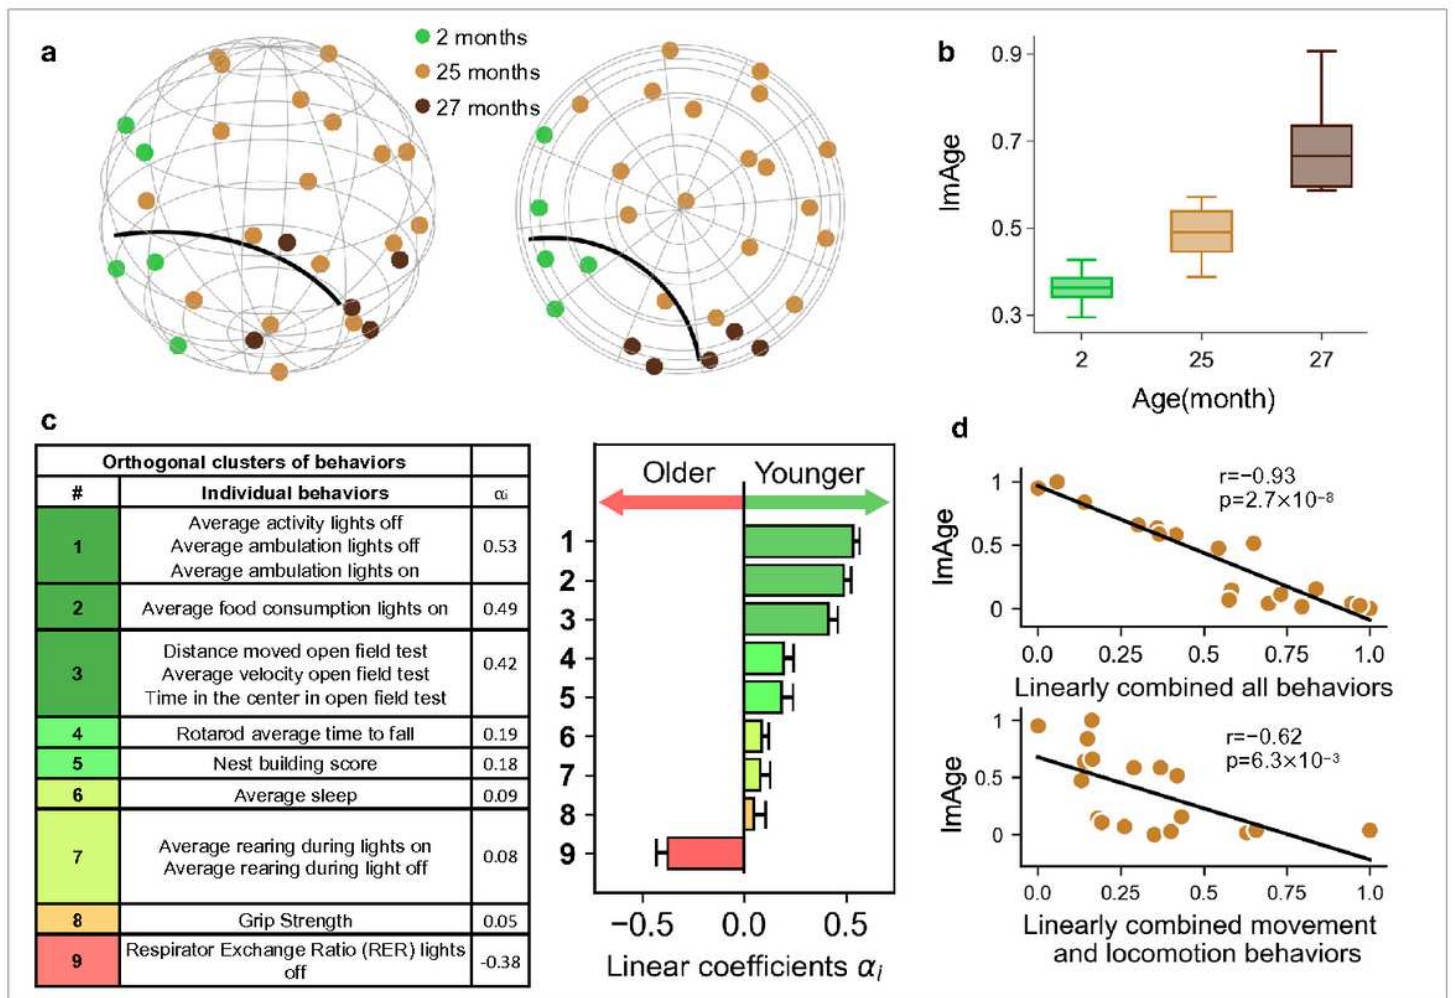 a
2 months
25 months
27 months
b
0.9
0.7
0.5
0.3
ImAge
2 25 27
Age(month)
c
Orthogonal clusters of behaviors
# Individual behaviors αi
1
Average activity lights off
Average ambulation lights off
Average ambulation lights on
0.53
2 Average food consumption lights on 0.49
3
Distance moved open field test
Average velocity open field test
Time in the center in open field test
0.42
4 Rotarod average time to fall 0.19
5 Nest building score 0.18
6 Average sleep 0.09
7
Average rearing during lights on
Average rearing during light off
0.08
8 Grip Strength 0.05
9
Respirator Exchange Ratio (RER) lights
off
-0.38
Older Younger
1
2
3
4
5
6
7
8
9
−0.5 0.0 0.5
Linear coefficients αi
d
1
0.5
0
ImAge
r=−0.93
p=2.7×10⁻⁸
0.0 0.25 0.5 0.75 1.0
Linearly combined all behaviors
1
0.5
0
ImAge
r=−0.62
p=6.3×10⁻³
0.0 0.25 0.5 0.75 1.0
Linearly combined movement
and locomotion behaviors